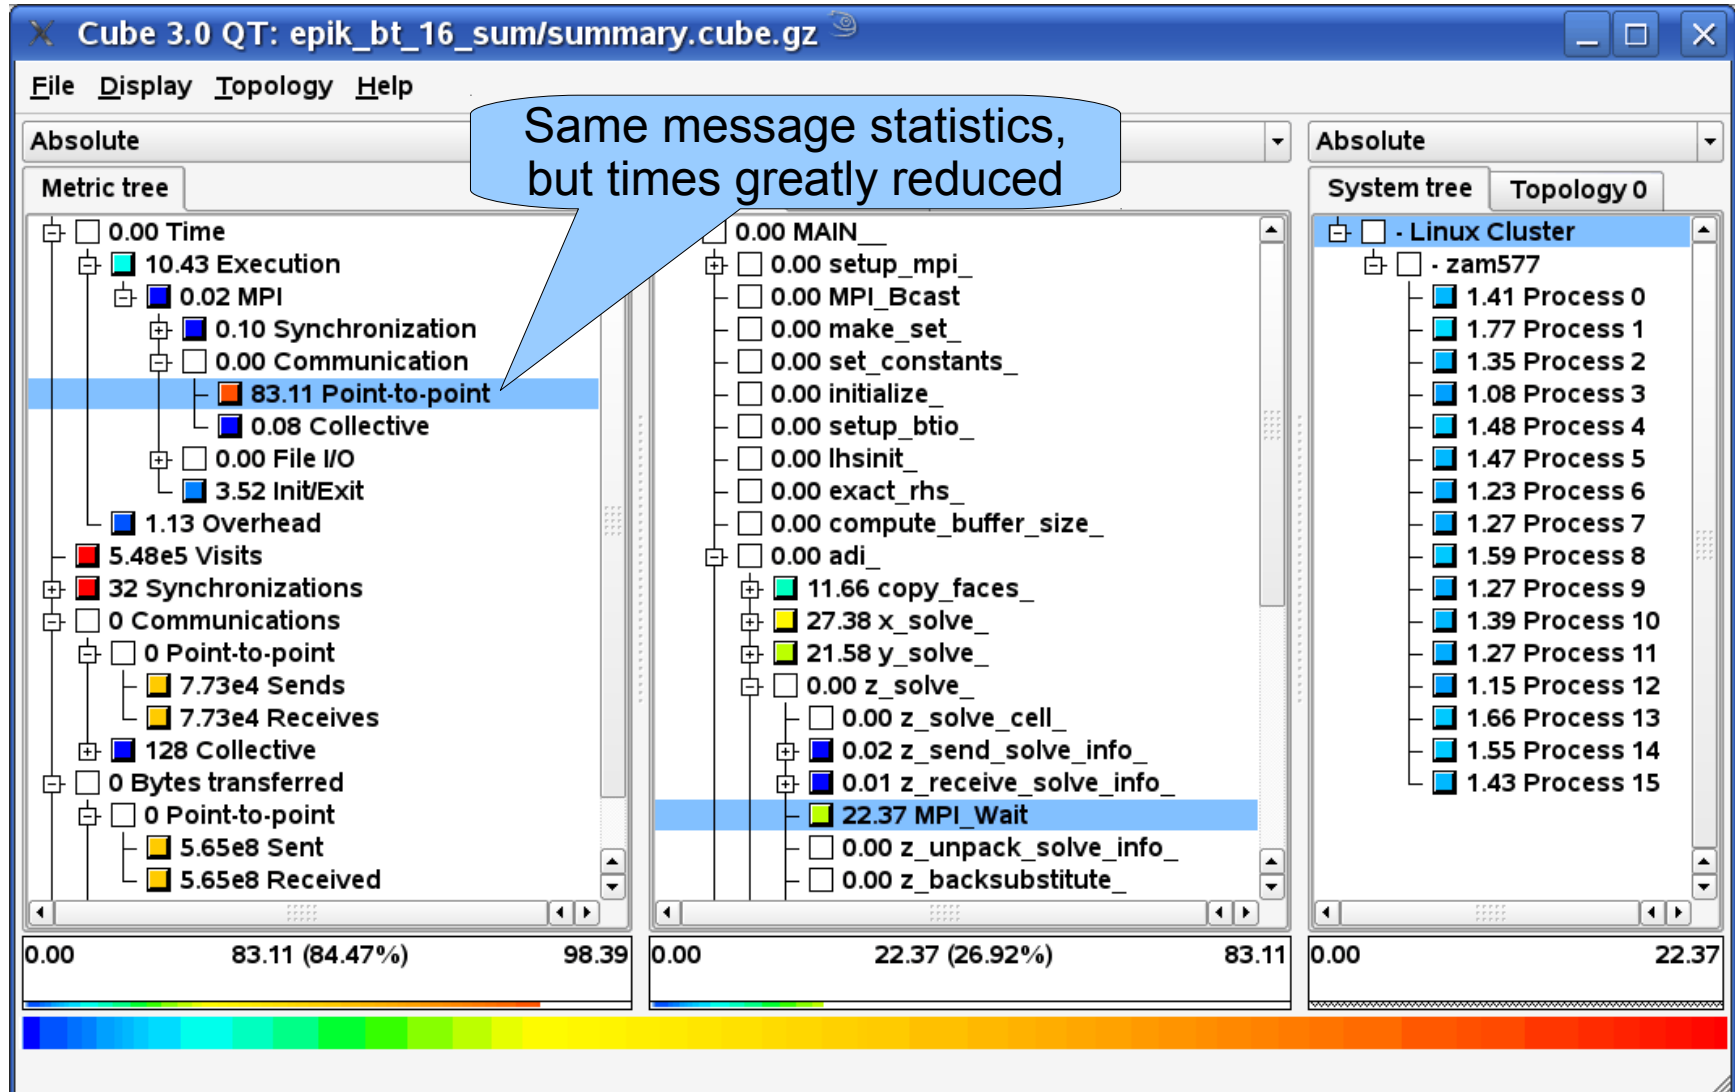 Cube 3.0 QT: epik_bt_16_sum/summary.cube.gz
File Display Topology Help
Same message statistics,
but times greatly reduced
Absolute
Metric tree
0.00 Time
10.43 Execution
0.02 MPI
0.10 Synchronization
0.00 Communication
83.11 Point-to-point
0.08 Collective
0.00 File I/O
3.52 Init/Exit
1.13 Overhead
5.48e5 Visits
32 Synchronizations
0 Communications
0 Point-to-point
7.73e4 Sends
7.73e4 Receives
128 Collective
0 Bytes transferred
0 Point-to-point
5.65e8 Sent
5.65e8 Received
0.00 83.11 (84.47%) 98.39
0.00 MAIN__
0.00 setup_mpi_
0.00 MPI_Bcast
0.00 make_set_
0.00 set_constants_
0.00 initialize_
0.00 setup_btio_
0.00 lhsinit_
0.00 exact_rhs_
0.00 compute_buffer_size_
0.00 adi_
11.66 copy_faces_
27.38 x_solve_
21.58 y_solve_
0.00 z_solve_
0.00 z_solve_cell_
0.02 z_send_solve_info_
0.01 z_receive_solve_info_
22.37 MPI_Wait
0.00 z_unpack_solve_info_
0.00 z_backsubstitute_
0.00 22.37 (26.92%) 83.11
Absolute
System tree Topology 0
- Linux Cluster
- zam577
1.41 Process 0
1.77 Process 1
1.35 Process 2
1.08 Process 3
1.48 Process 4
1.47 Process 5
1.23 Process 6
1.27 Process 7
1.59 Process 8
1.27 Process 9
1.39 Process 10
1.27 Process 11
1.15 Process 12
1.66 Process 13
1.55 Process 14
1.43 Process 15
0.00 22.37